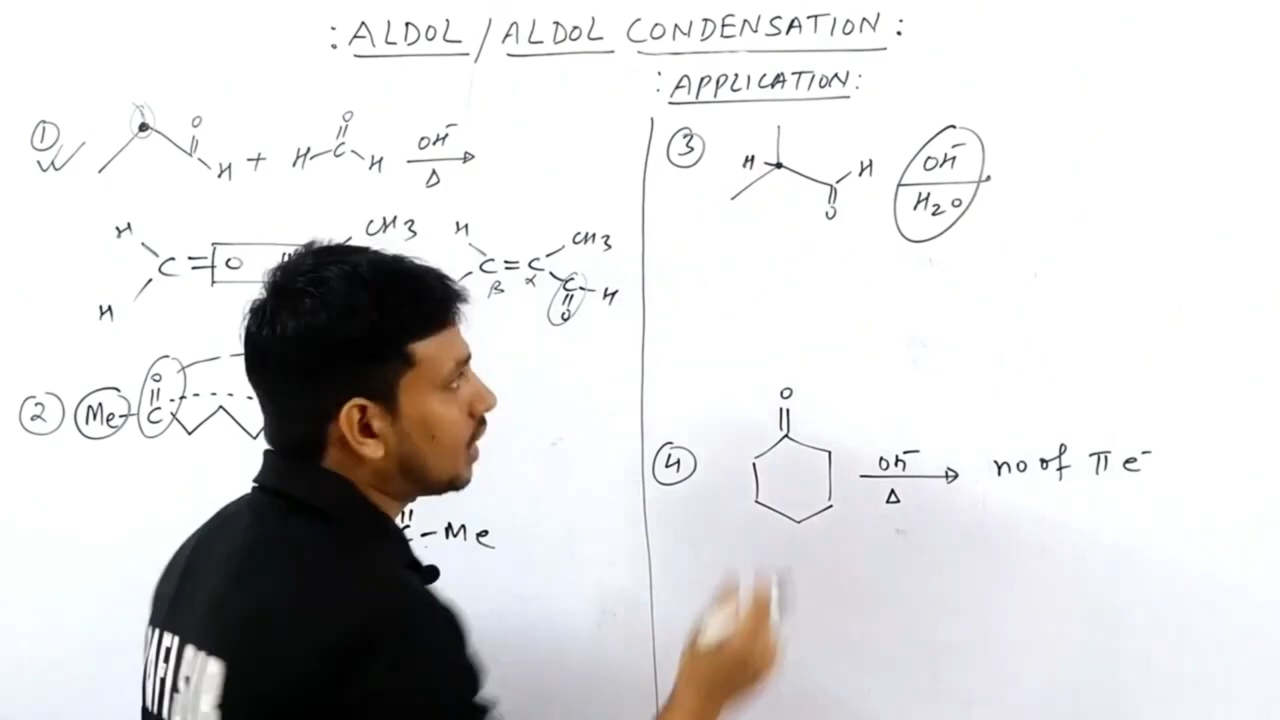 : ALDOL / ALDOL CONDENSATION :
: APPLICATION :
1 O H + H C O H OH⁻ Δ
H C = O H CH3
H C = C CH3 β α C H O
2 Me C O
C - Me
3 H H O OH⁻ H2O
4 O OH⁻ Δ no of π e⁻